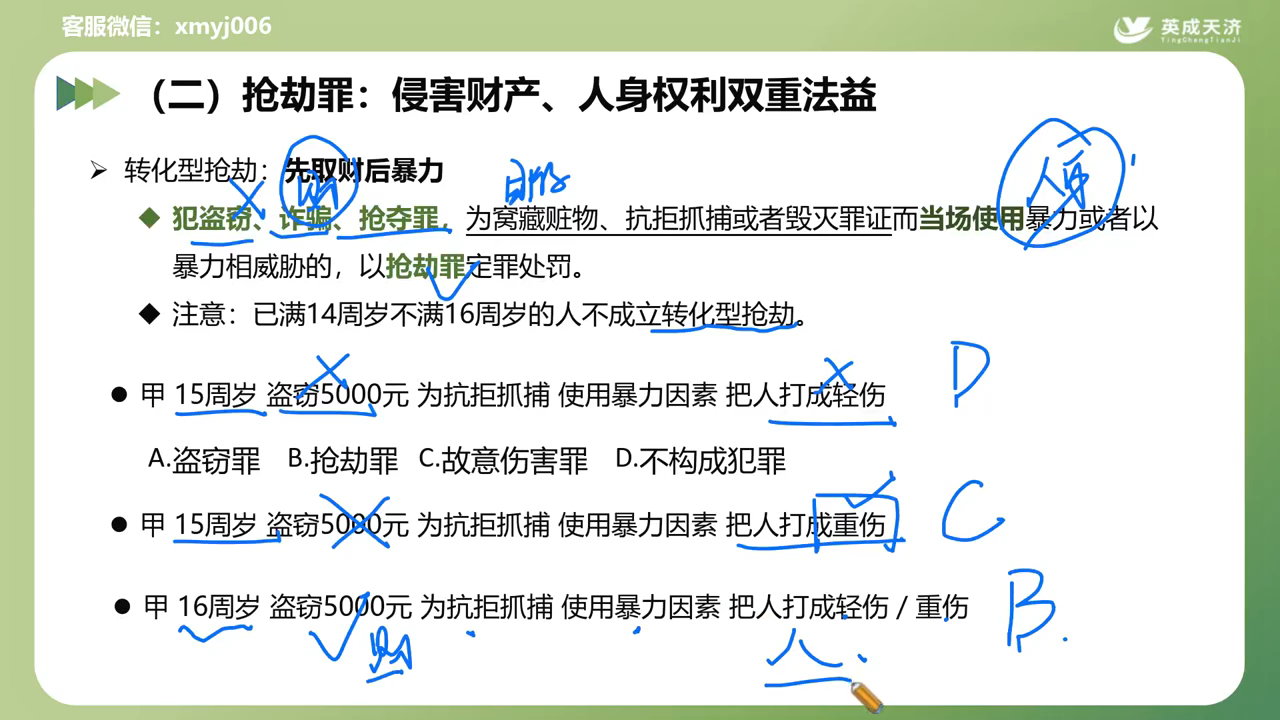 客服微信：xmyj006
英成天济
YingChengTianJi
（二）抢劫罪：侵害财产、人身权利双重法益
转化型抢劫：先取财后暴力
财
目的
人身
犯盗窃、诈骗、抢夺罪，为窝藏赃物、抗拒抓捕或者毁灭罪证而当场使用暴力或者以
暴力相威胁的，以抢劫罪定罪处罚。
注意：已满14周岁不满16周岁的人不成立转化型抢劫。
甲 15周岁 盗窃5000元 为抗拒抓捕 使用暴力因素 把人打成轻伤 D
A.盗窃罪 B.抢劫罪 C.故意伤害罪 D.不构成犯罪
甲 15周岁 盗窃5000元 为抗拒抓捕 使用暴力因素 把人打成重伤 C
甲 16周岁 盗窃5000元 为抗拒抓捕 使用暴力因素 把人打成轻伤 / 重伤 B
财 人